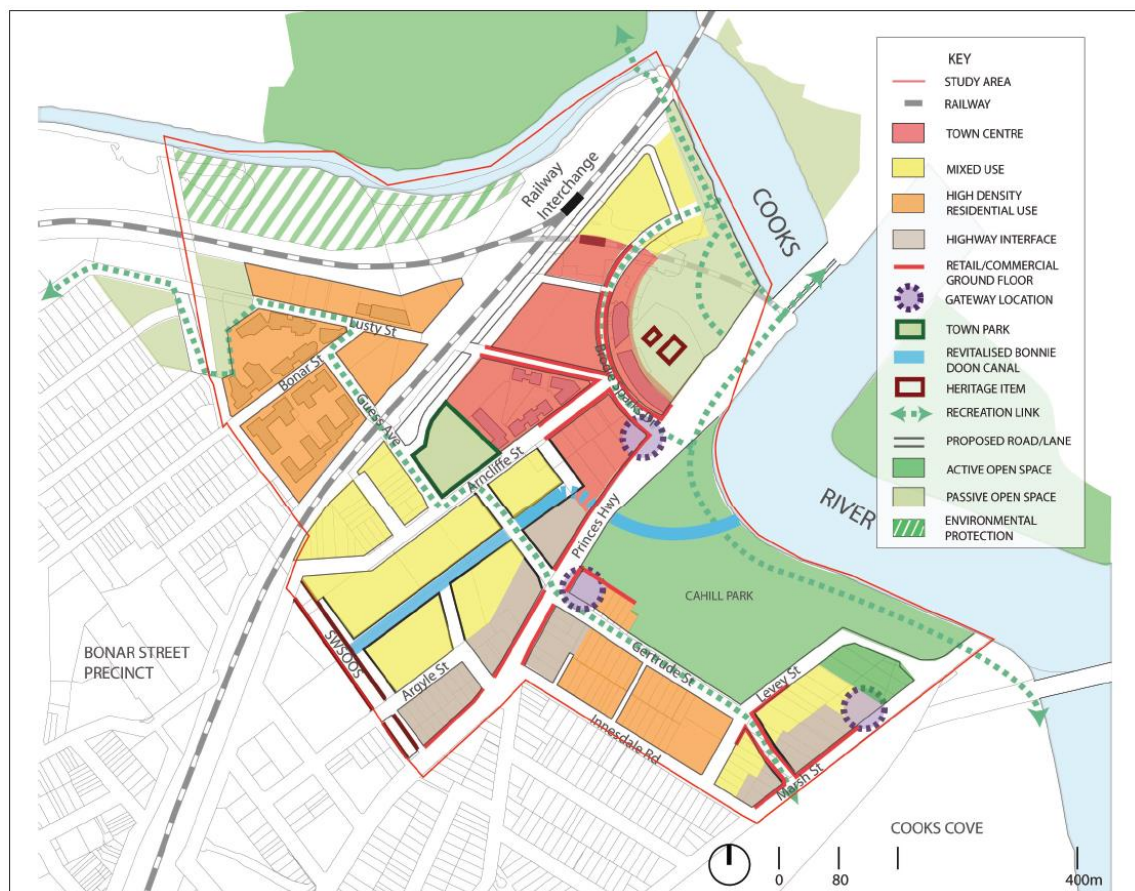 KEY
STUDY AREA
RAILWAY
TOWN CENTRE
MIXED USE
HIGH DENSITY
RESIDENTIAL USE
HIGHWAY INTERFACE
RETAIL/COMMERCIAL
GROUND FLOOR
GATEWAY LOCATION
TOWN PARK
REVITALISED BONNIE
DOON CANAL
HERITAGE ITEM
RECREATION LINK
PROPOSED ROAD/LANE
ACTIVE OPEN SPACE
PASSIVE OPEN SPACE
ENVIRONMENTAL
PROTECTION
Railway
Interchange
COOKS
RIVER
Lusty St
Bonar St
Guess Ave
Brodie Spark Dr
Arncliffe St
Princes Hwy
CAHILL PARK
SWSOOS
BONAR STREET
PRECINCT
Argyle St
Gertrude St
Levey St
Innesdale Rd
Marsh St
COOKS COVE
0
80
400m